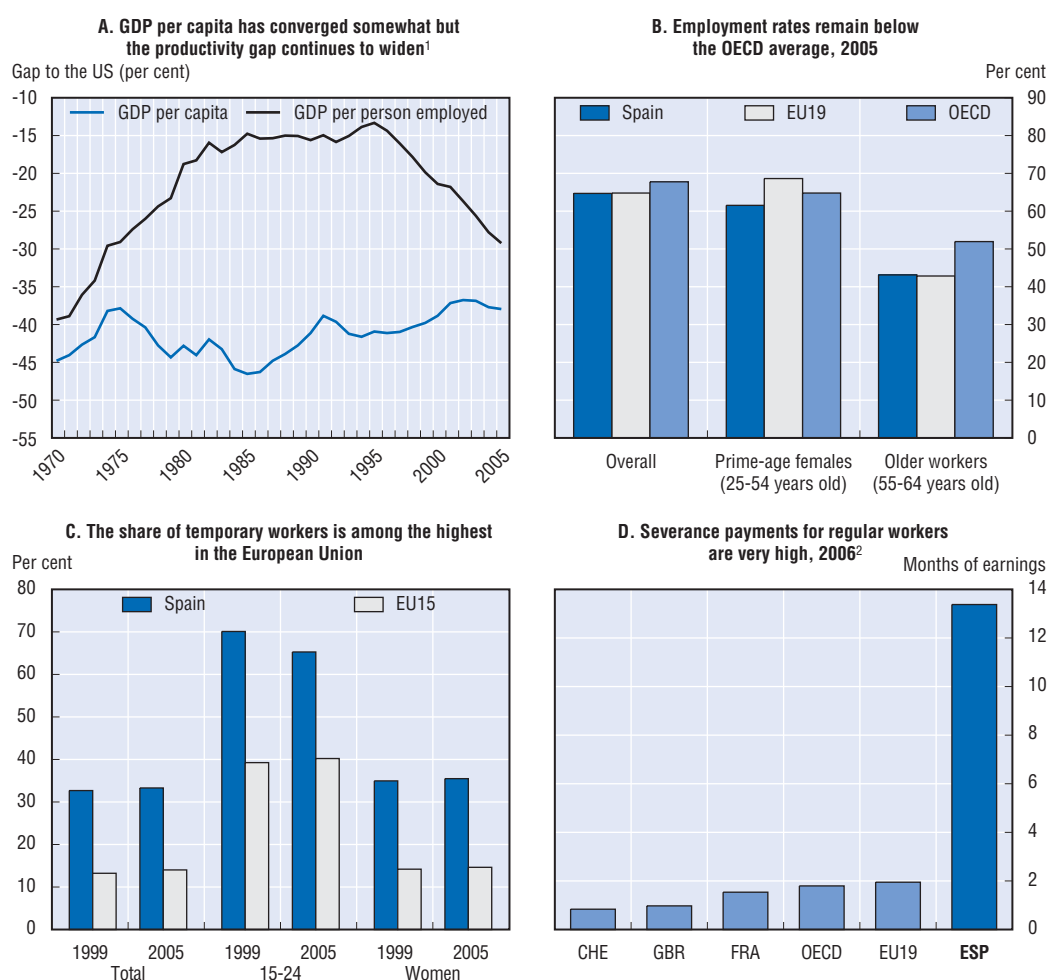 A. GDP per capita has converged somewhat but
the productivity gap continues to widen1
Gap to the US (per cent)
GDP per capita
GDP per person employed
-10
-15
-20
-25
-30
-35
-40
-45
-50
-55
1970
1975
1980
1985
1990
1995
2000
2005
B. Employment rates remain below
the OECD average, 2005
Per cent
Spain
EU19
OECD
90
80
70
60
50
40
30
20
10
0
Overall
Prime-age females
(25-54 years old)
Older workers
(55-64 years old)
C. The share of temporary workers is among the highest
in the European Union
Per cent
Spain
EU15
80
70
60
50
40
30
20
10
0
1999 2005 1999 2005 1999 2005
Total 15-24 Women
D. Severance payments for regular workers
are very high, 20062
Months of earnings
14
12
10
8
6
4
2
0
CHE GBR FRA OECD EU19 ESP